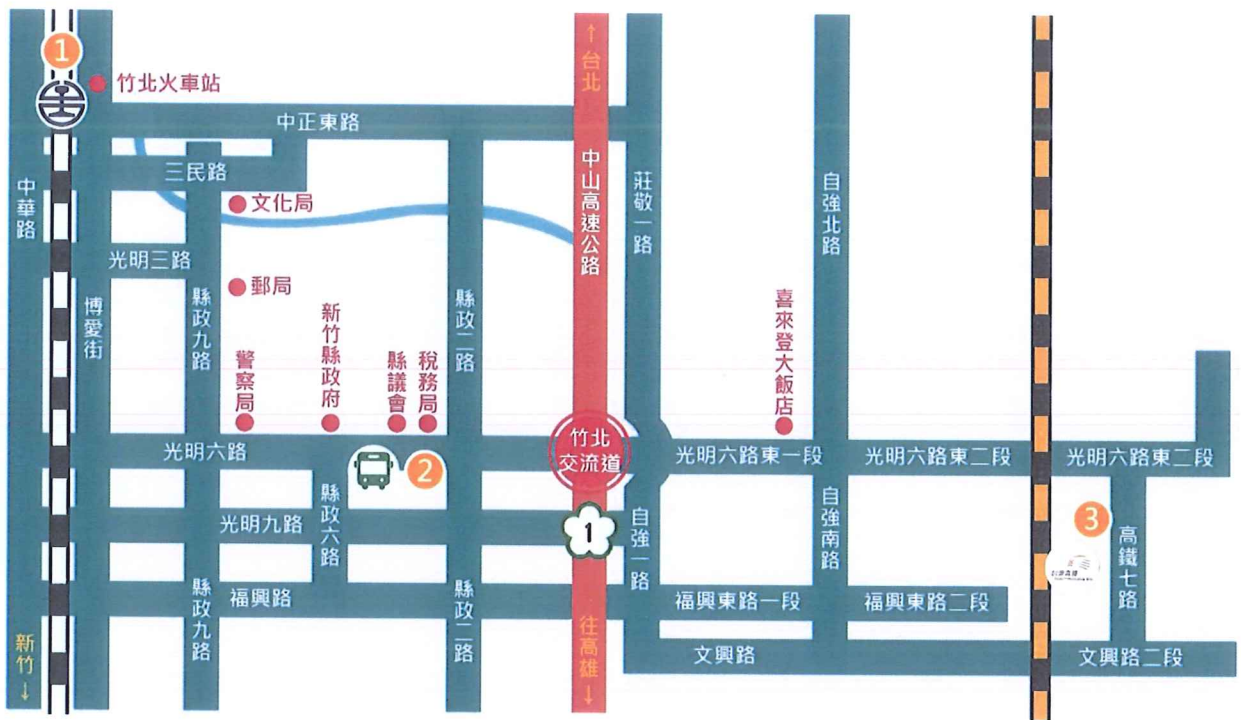 1
竹北火車站
↑台北
中正東路
三民路
中華路
文化局
中山高速公路
莊敬一路
自強北路
光明三路
郵局
博愛街
縣政九路
新竹縣政府
縣政二路
喜來登大飯店
警察局
縣議會
稅務局
光明六路
竹北
交流道
光明六路東一段
光明六路東二段
光明六路東二段
2
縣政六路
光明九路
1
自強一路
自強南路
3
高鐵七路
縣政九路
福興路
縣政二路
福興東路一段
福興東路二段
新竹↓
往高雄↓
文興路
文興路二段